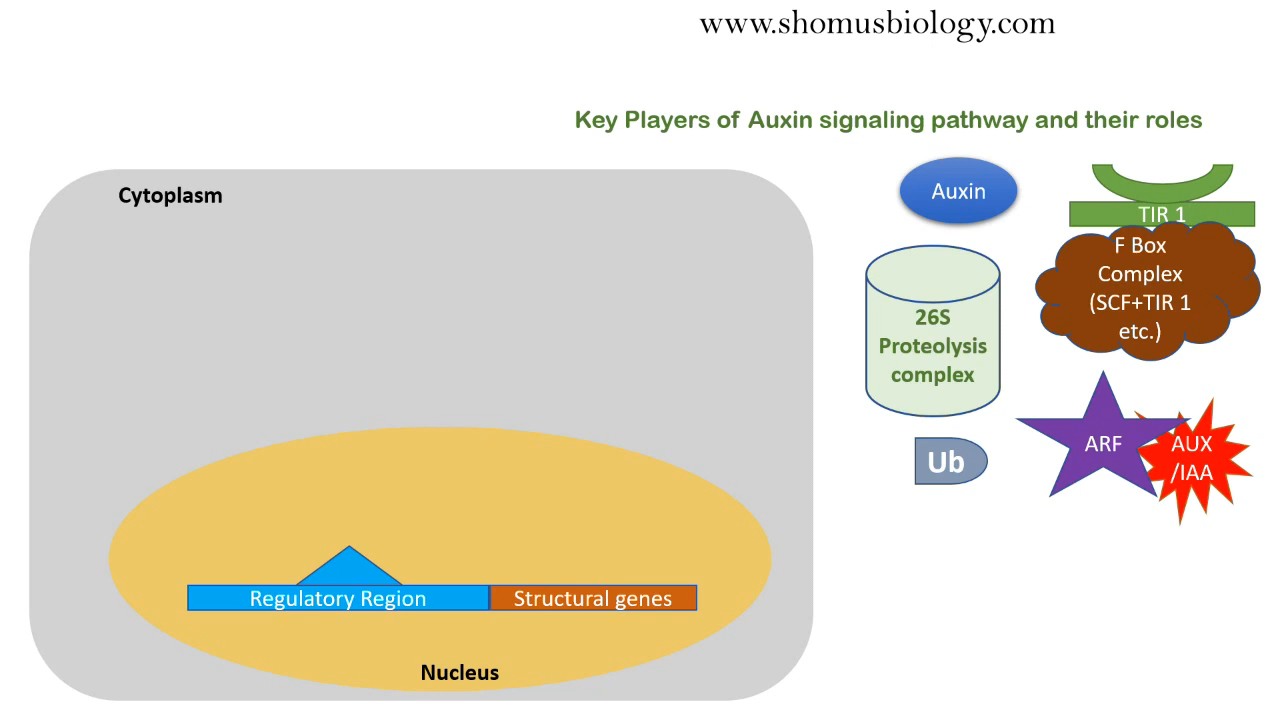 www.shomusbiology.com
Key Players of Auxin signaling pathway and their roles
Cytoplasm
Auxin
TIR 1
F Box
Complex
(SCF+TIR 1
etc.)
26S
Proteolysis
complex
ARF
AUX
/IAA
Ub
Regulatory Region
Structural genes
Nucleus